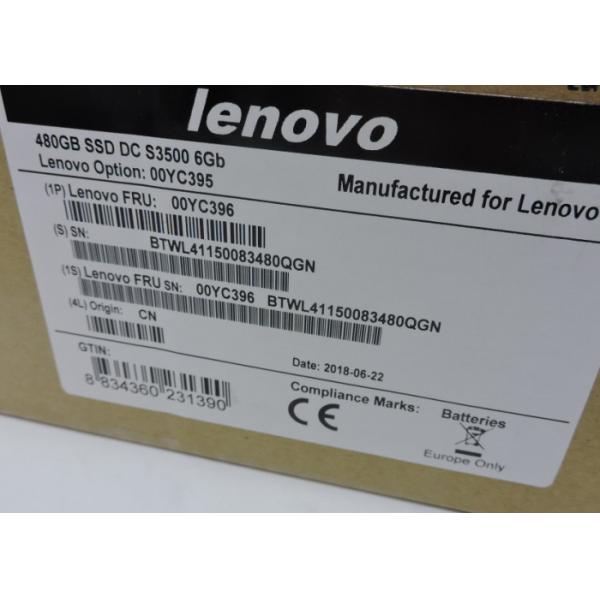 lenovo
480GB SSD DC S3500 6Gb
Lenovo Option: 00YC395
Manufactured for Lenovo
(1P) Lenovo FRU: 00YC396
(S) SN: BTWL41150083480QGN
(1S) Lenovo FRU SN: 00YC396 BTWL41150083480QGN
(4L) Origin: CN
GTIN:
8 834360 231390
Date: 2018-06-22
Compliance Marks:
CE
Batteries
Europe Only